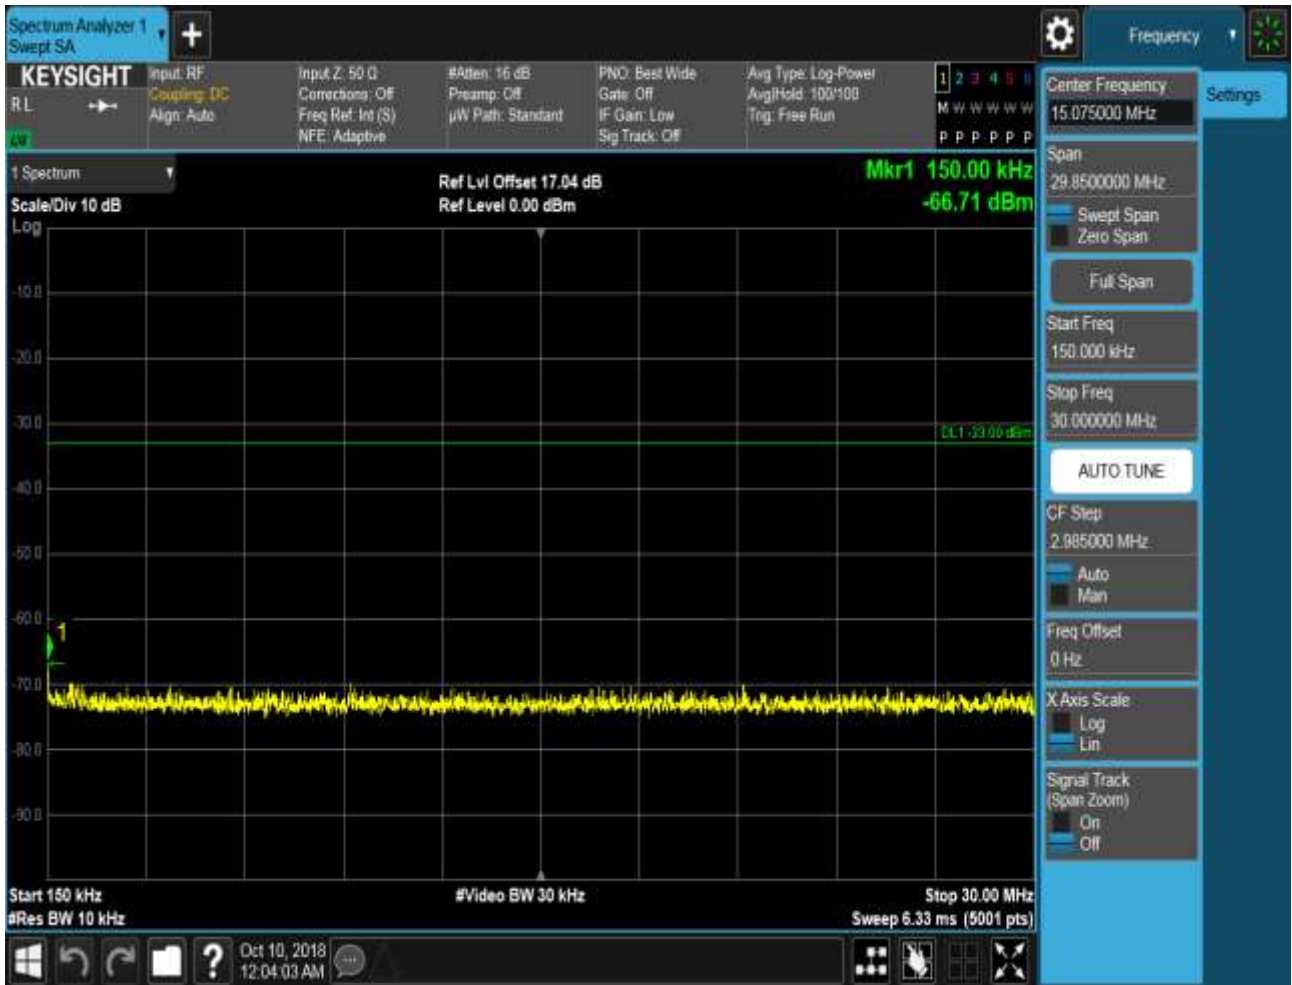 Spectrum Analyzer 1
Swept SA
+
Frequency
KEYSIGHT
RL
Input: RF
Coupling: DC
Align: Auto
Input Z: 50 Ω
Corrections: Off
Freq Ref: Int (S)
NFE: Adaptive
#Atten: 16 dB
Preamp: Off
µW Path: Standard
PNO: Best Wide
Gate: Off
IF Gain: Low
Sig Track: Off
Avg Type: Log-Power
Avg|Hold: 100/100
Trig: Free Run
1 2 3 4 5 6
M W W W W W
P P P P P P
1 Spectrum
Scale/Div 10 dB
Ref Lvl Offset 17.04 dB
Ref Level 0.00 dBm
Mkr1 150.00 kHz
-66.71 dBm
Log
-10.0
-20.0
-30.0
DL1 -33.00 dBm
-40.0
-50.0
-60.0
1
-70.0
-80.0
-90.0
Start 150 kHz
#Video BW 30 kHz
Stop 30.00 MHz
#Res BW 10 kHz
Sweep 6.33 ms (5001 pts)
Center Frequency
15.075000 MHz
Settings
Span
29.8500000 MHz
Swept Span
Zero Span
Full Span
Start Freq
150.000 kHz
Stop Freq
30.000000 MHz
AUTO TUNE
CF Step
2.985000 MHz
Auto
Man
Freq Offset
0 Hz
X Axis Scale
Log
Lin
Signal Track
(Span Zoom)
On
Off
?
Oct 10, 2018
12:04:03 AM